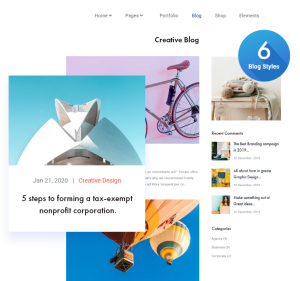 Home
Pages
Portfolio
Blog
Shop
Elements
Creative Blog
6
Blog Styles
Jan 21, 2020 | Creative Design
5 steps to forming a tax-exempt
nonprofit corporation.
Recent Comments
The Best Branding campaign
in 2019...
All about how in greate
Graphic Design...
Make something out of
Great ideas...
Categories